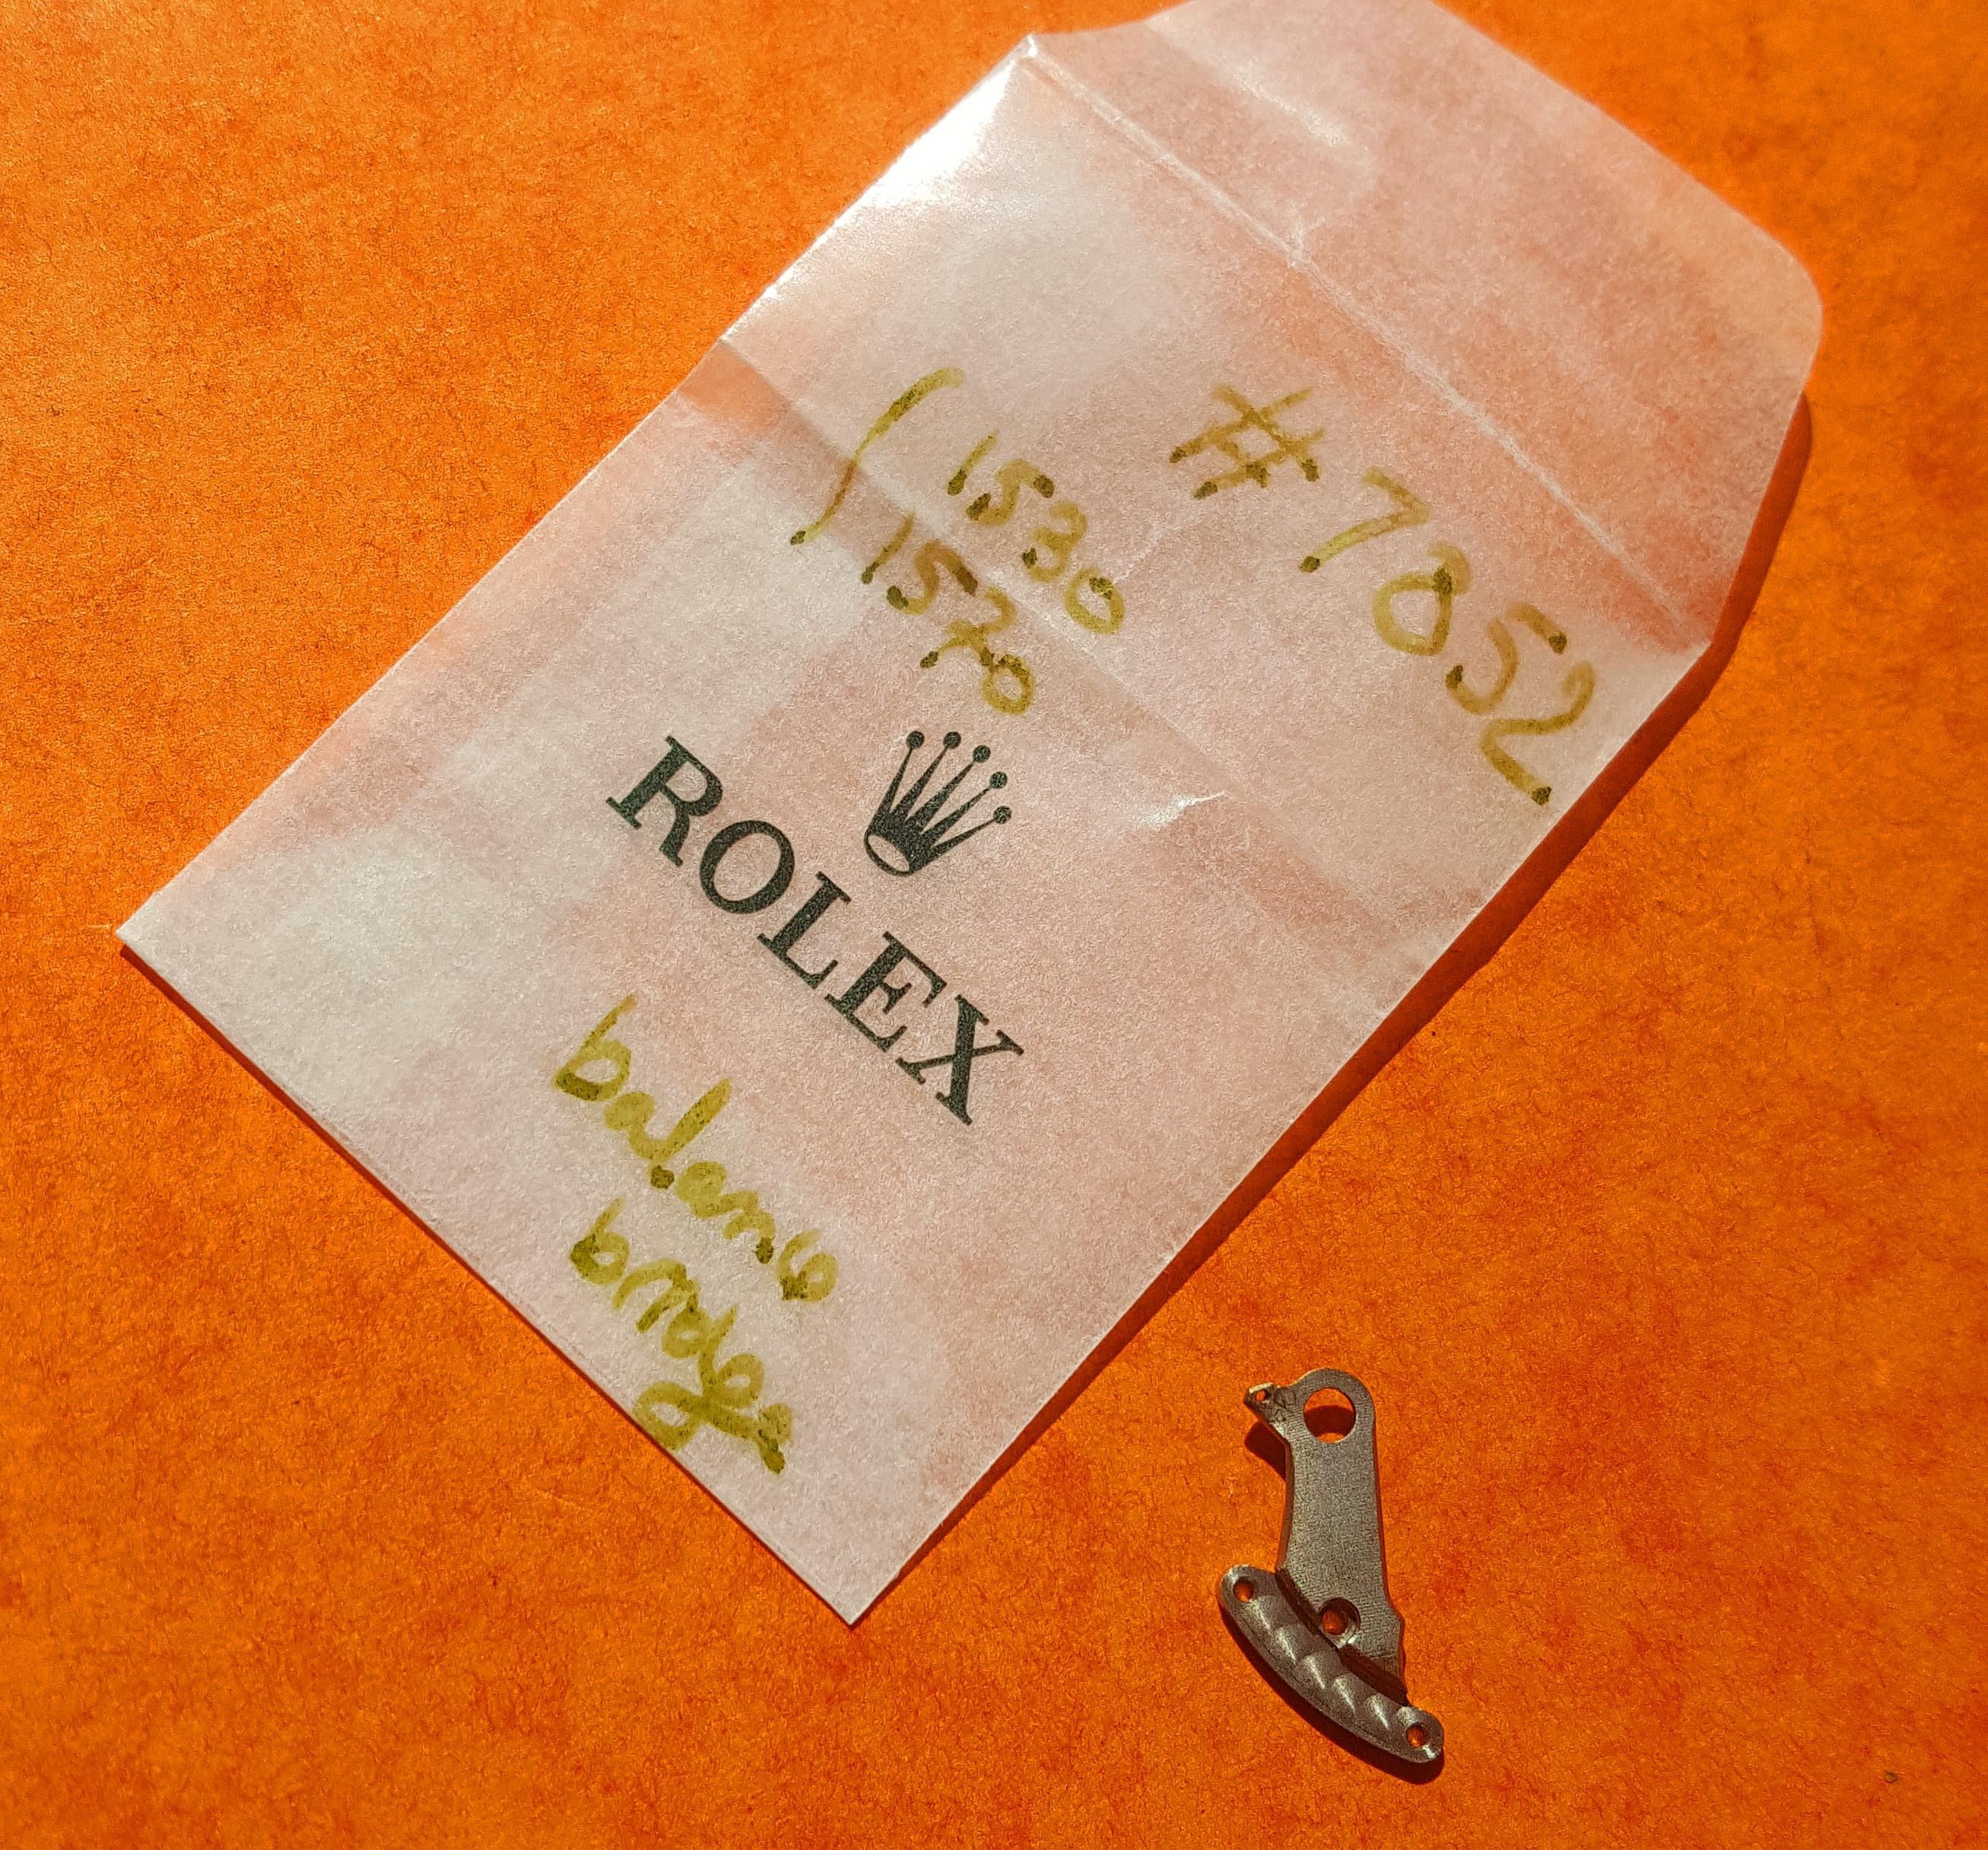 #7852
(1530
1570
ROLEX
balance
bridge